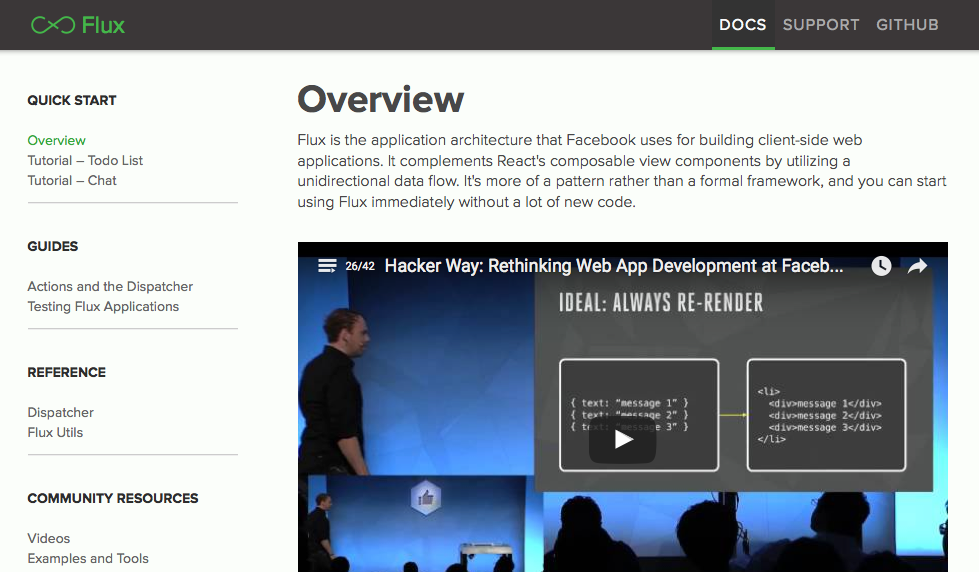 Flux
DOCS SUPPORT GITHUB
QUICK START
Overview
Tutorial – Todo List
Tutorial – Chat
GUIDES
Actions and the Dispatcher
Testing Flux Applications
REFERENCE
Dispatcher
Flux Utils
COMMUNITY RESOURCES
Videos
Examples and Tools
Overview
Flux is the application architecture that Facebook uses for building client-side web
applications. It complements React's composable view components by utilizing a
unidirectional data flow. It's more of a pattern rather than a formal framework, and you can start
using Flux immediately without a lot of new code.
26/42 Hacker Way: Rethinking Web App Development at Faceb...
IDEAL: ALWAYS RE-RENDER
{ text: “message 1” }
{ text: “message 2” }
{ message 3” }
<li>
<div>message 1</div>
<div>message 2</div>
<div>message 3</div>
</li>